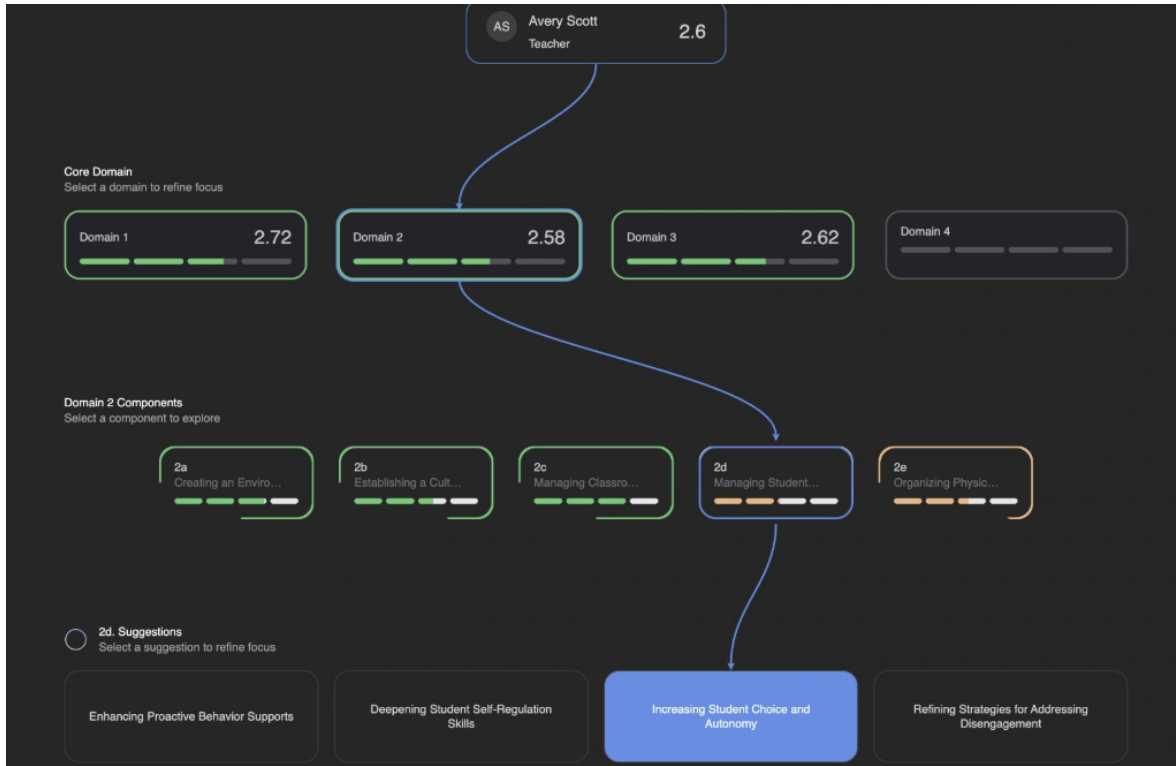 AS
Avery Scott
Teacher
2.6
Core Domain
Select a domain to refine focus
Domain 1
2.72
Domain 2
2.58
Domain 3
2.62
Domain 4
Domain 2 Components
Select a component to explore
2a
Creating an Enviro...
2b
Establishing a Cult...
2c
Managing Classro...
2d
Managing Student...
2e
Organizing Physic...
2d. Suggestions
Select a suggestion to refine focus
Enhancing Proactive Behavior Supports
Deepening Student Self-Regulation
Skills
Increasing Student Choice and
Autonomy
Refining Strategies for Addressing
Disengagement